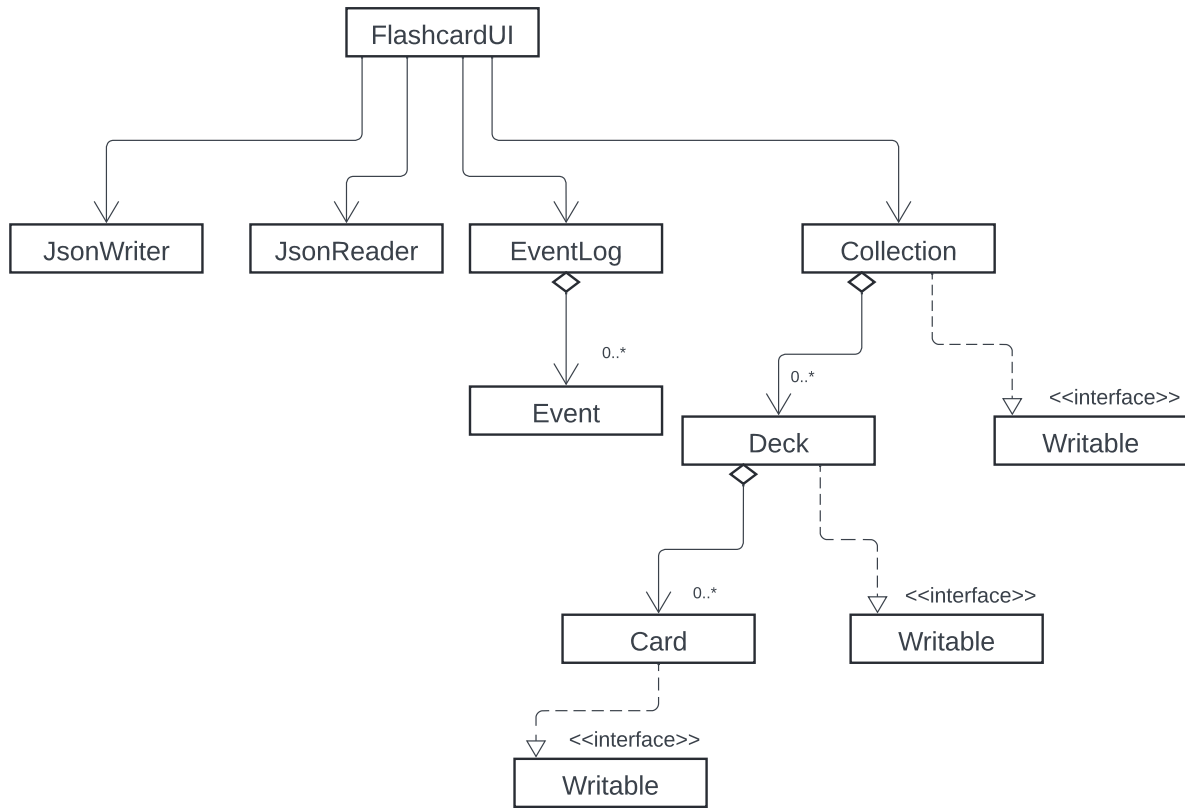 FlashcardUI
JsonWriter
JsonReader
EventLog
Collection
0..*
0..*
<<interface>>
Event
Deck
Writable
0..*
<<interface>>
Card
Writable
<<interface>>
Writable